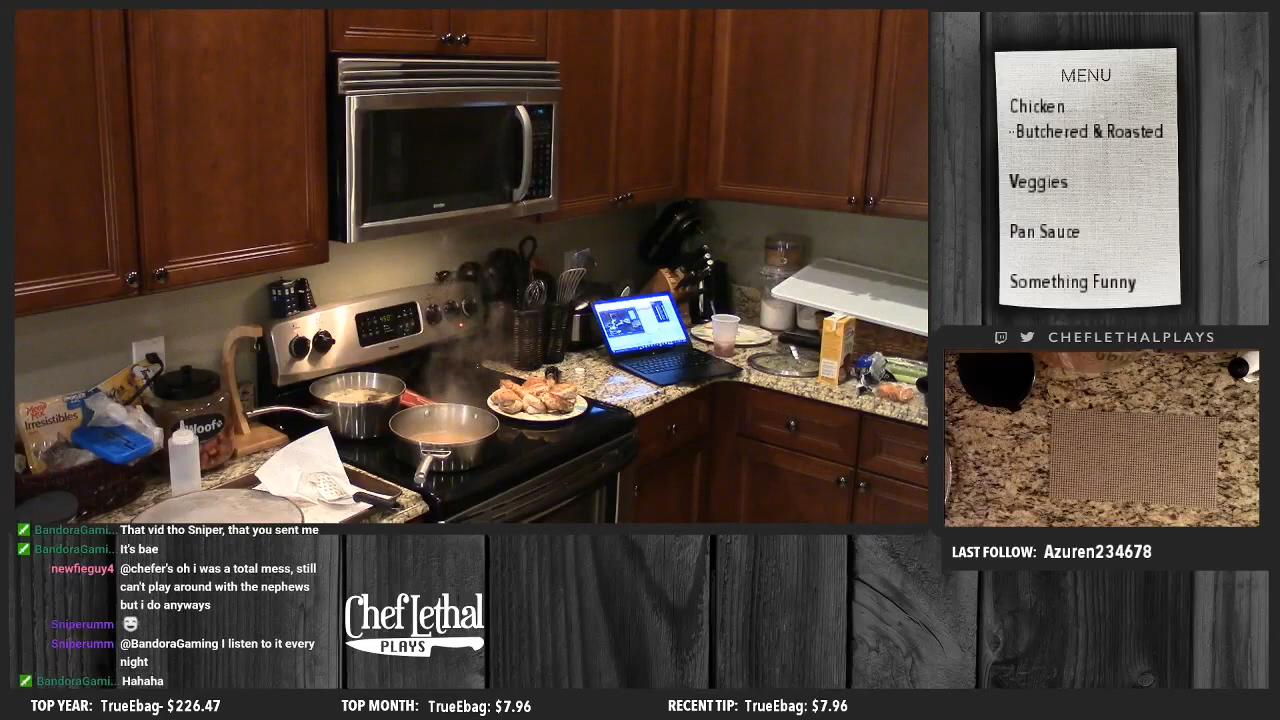 MENU
Chicken
··Butchered & Roasted
Veggies
Pan Sauce
Something Funny
CHEFLETHALPLAYS
LAST FOLLOW: Azuren234678
450°
Irresistibles
Woof
BandoraGami.. That vid tho Sniper, that you sent me
BandoraGami.. It's bae
newfieguy4 @chefer's oh i was a total mess, still
can't play around with the nephews
but i do anyways
Sniperumm
Sniperumm @BandoraGaming I listen to it every
night
BandoraGami.. Hahaha
Chef Lethal
PLAYS
TOP YEAR: TrueEbag- $226.47
TOP MONTH: TrueEbag: $7.96
RECENT TIP: TrueEbag: $7.96